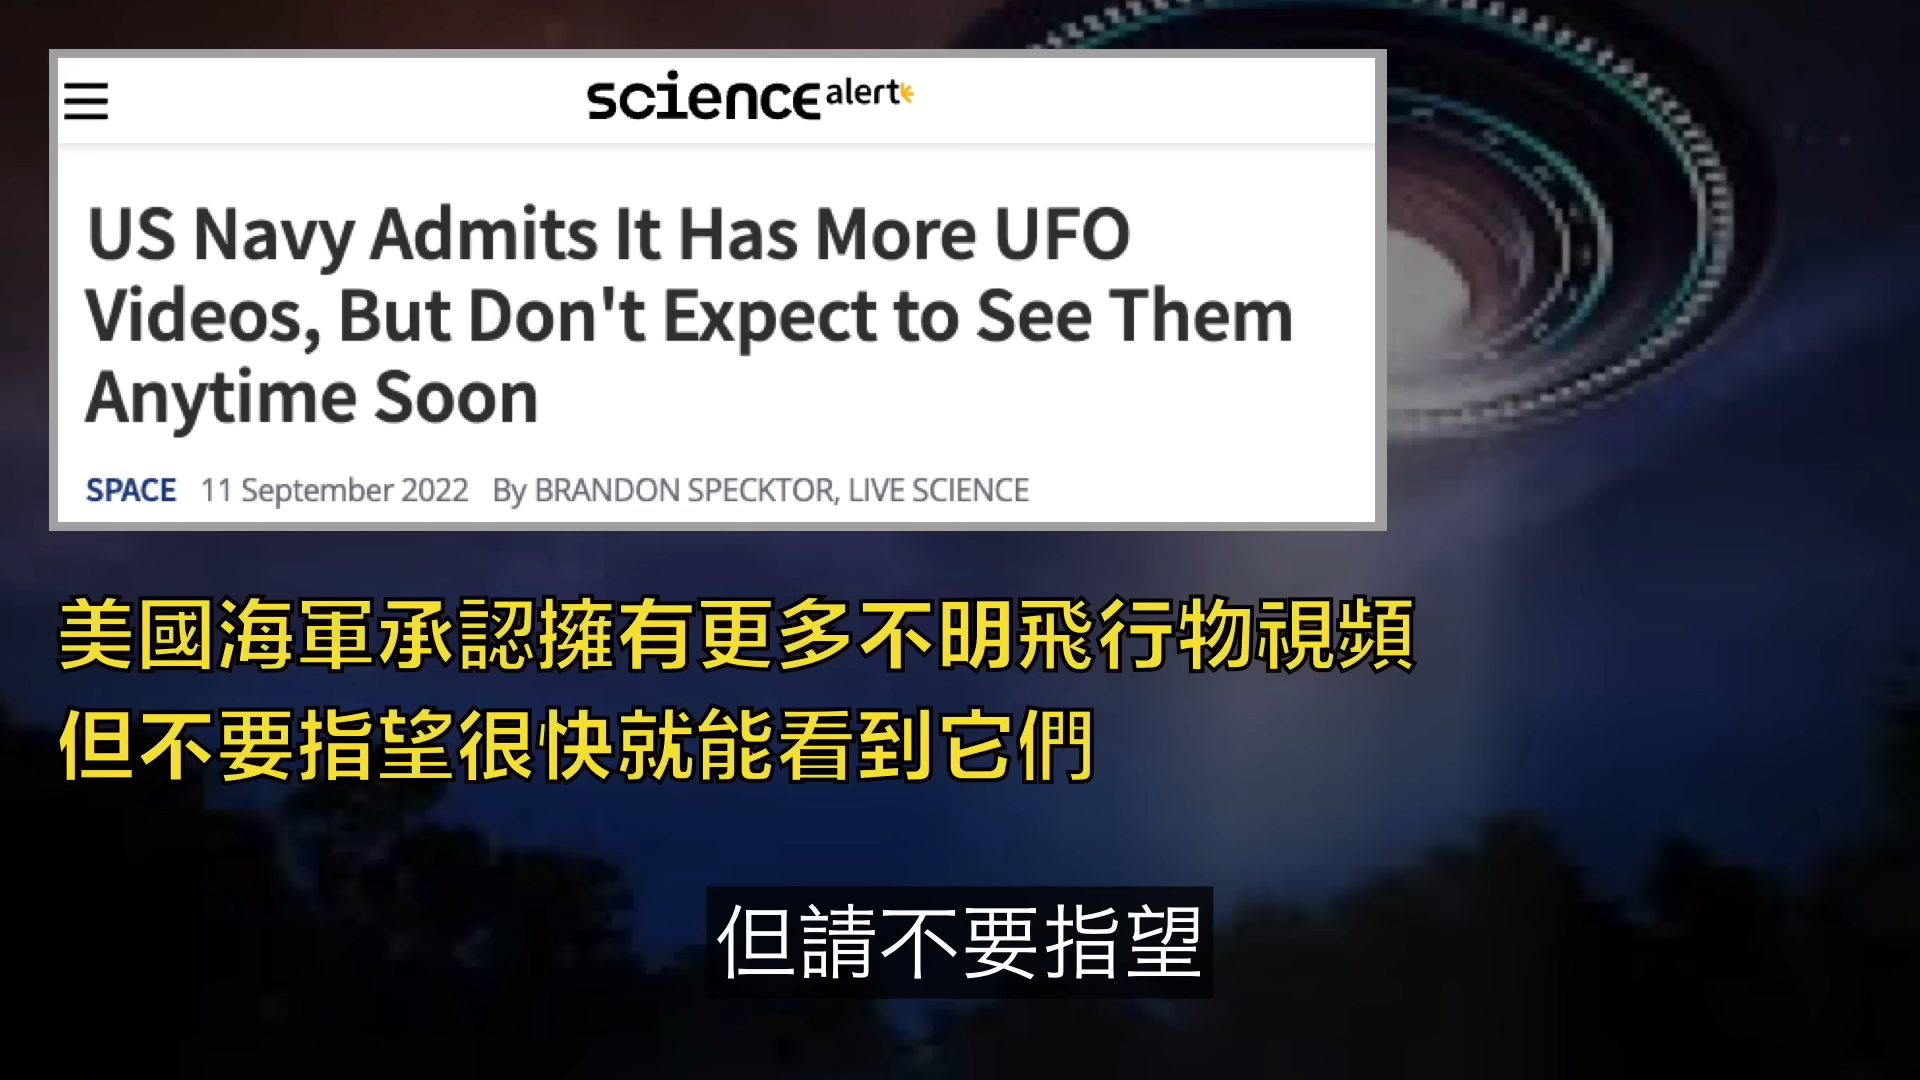 science alert
US Navy Admits It Has More UFO
Videos, But Don't Expect to See Them
Anytime Soon
SPACE 11 September 2022 By BRANDON SPECKTOR, LIVE SCIENCE
美國海軍承認擁有更多不明飛行物視頻
但不要指望很快就能看到它們
但請不要指望